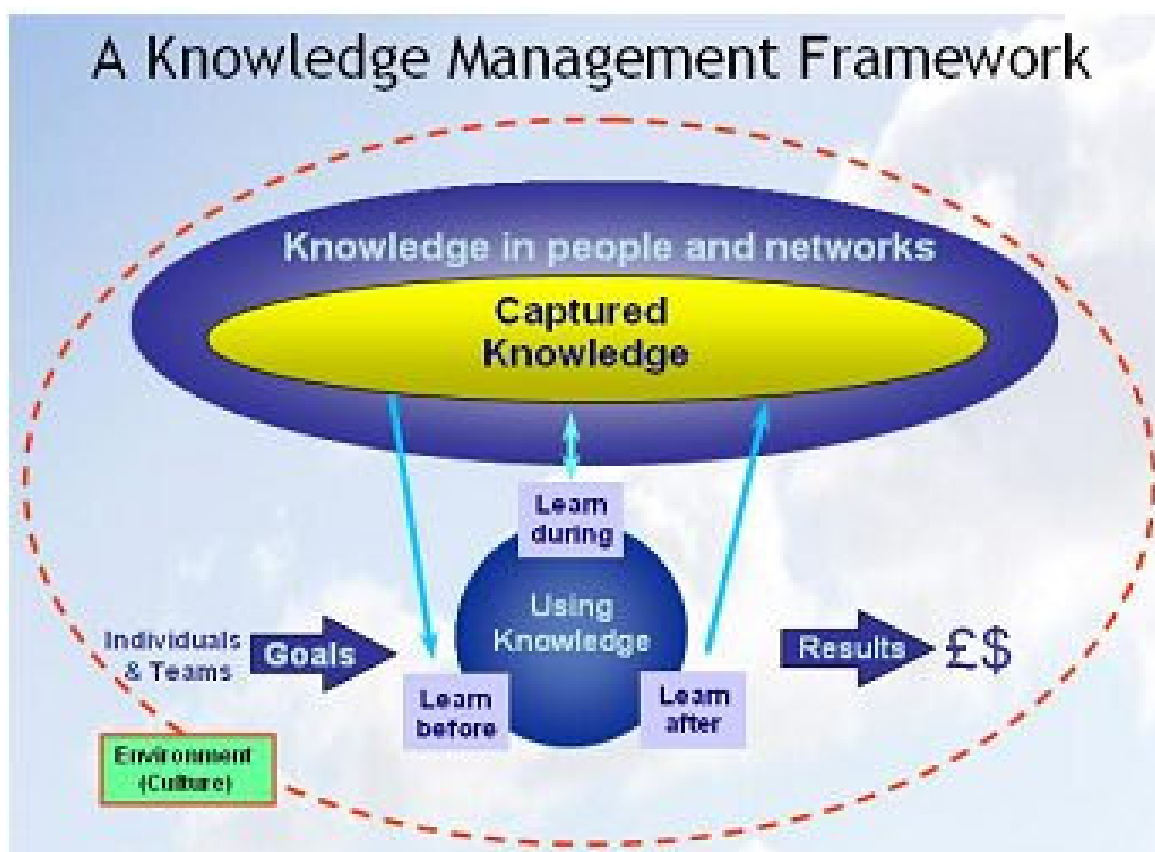 A Knowledge Management Framework
Knowledge in people and networks
Captured
Knowledge
Learn
during
Using
Knowledge
Individuals
& Teams
Goals
Learn
before
Learn
after
Results
£$
Environment
(Culture)